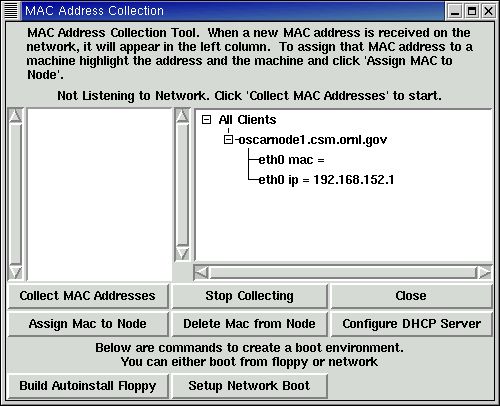 MAC Address Collection
MAC Address Collection Tool. When a new MAC address is received on the
network, it will appear in the left column. To assign that MAC address to a
machine highlight the address and the machine and click 'Assign MAC to
Node'.
Not Listening to Network. Click 'Collect MAC Addresses' to start.
All Clients
oscarnode1.csm.ornl.gov
eth0 mac =
eth0 ip = 192.168.152.1
Collect MAC Addresses
Stop Collecting
Close
Assign Mac to Node
Delete Mac from Node
Configure DHCP Server
Below are commands to create a boot environment.
You can either boot from floppy or network
Build Autoinstall Floppy
Setup Network Boot